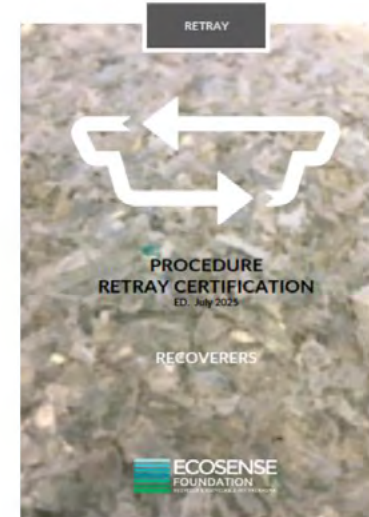 RETRAY
PROCEDURE
RETRAY CERTIFICATION
ED. July 2025
RECOVERERS
ECOSENSE
FOUNDATION